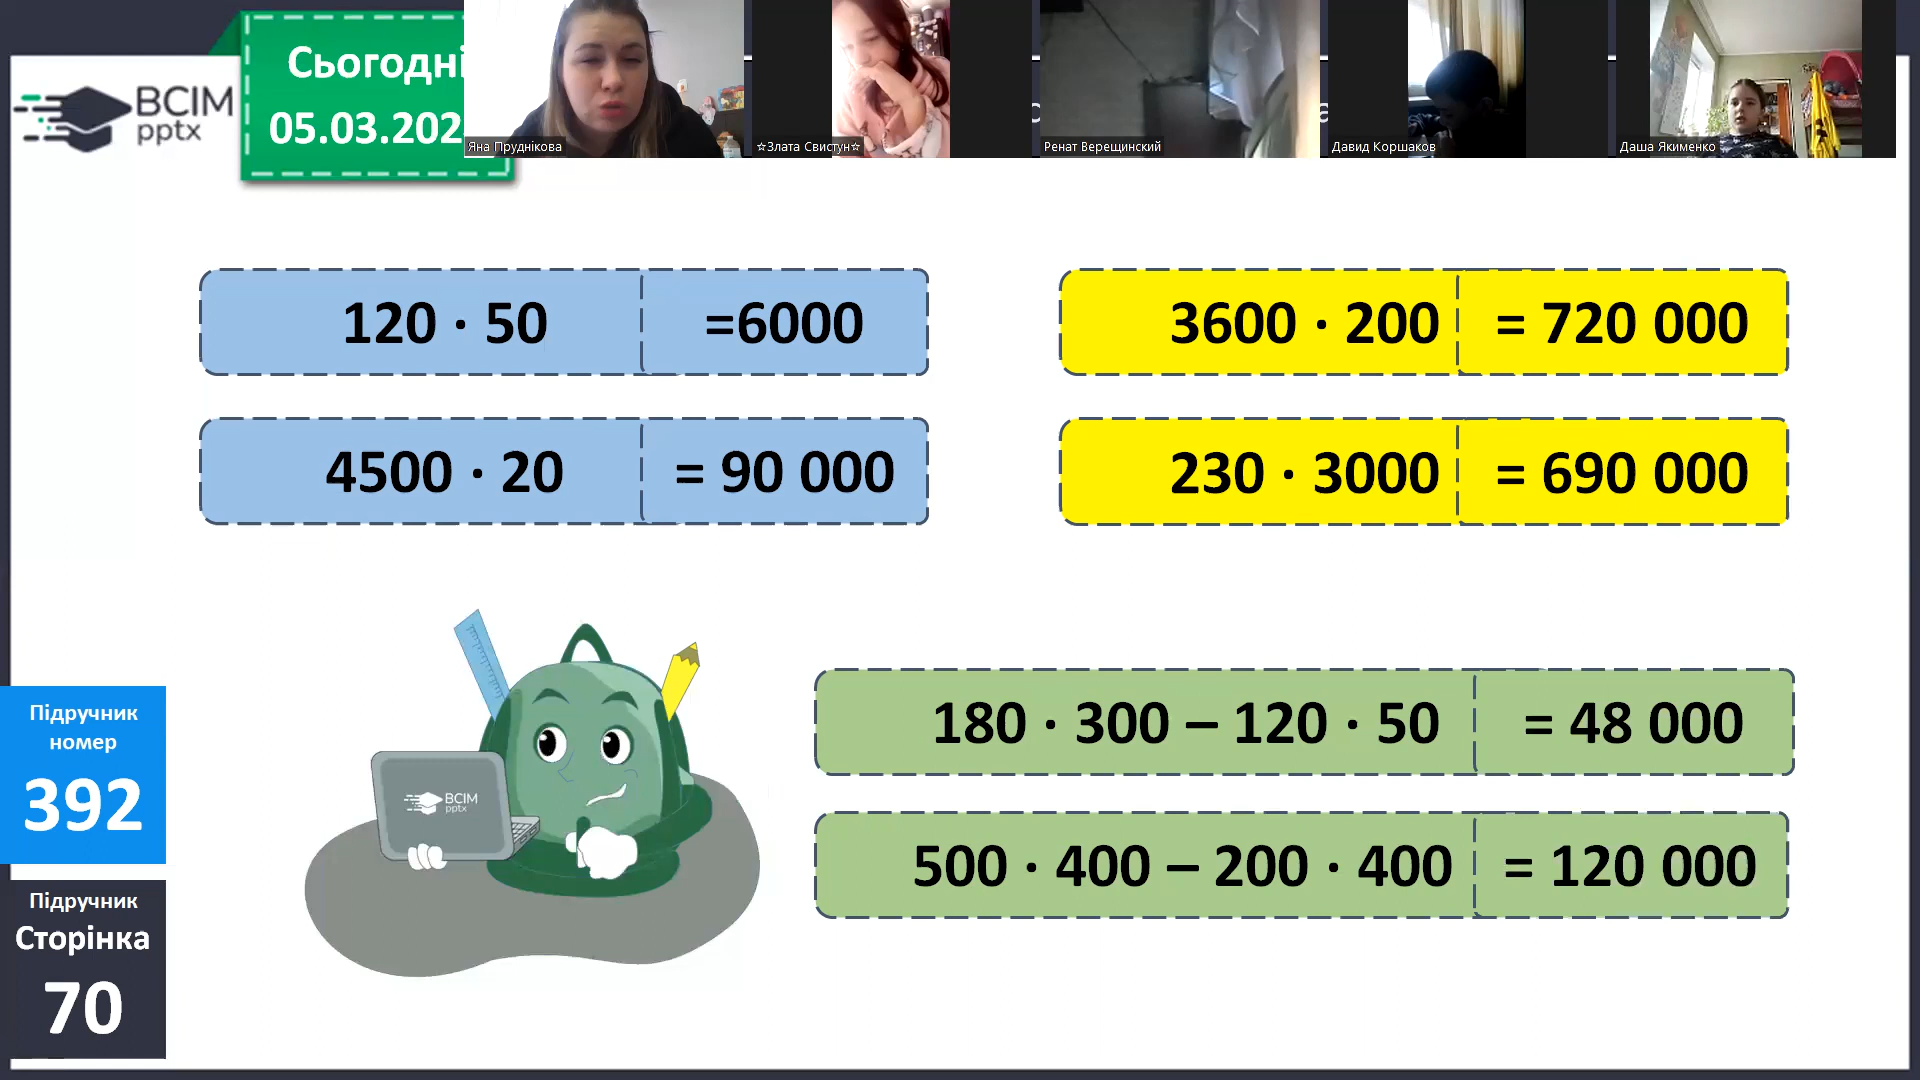 BCIM
pptx
Сьогодні
05.03.202
Яна Пруднікова
☆Злата Свистун☆
Ренат Верещинский
Давид Коршаков
Даша Якименко
120 · 50 =6000
3600 · 200 = 720 000
4500 · 20 = 90 000
230 · 3000 = 690 000
BCIM
pptx
180 · 300 – 120 · 50 = 48 000
500 · 400 – 200 · 400 = 120 000
Підручник
номер
392
Підручник
Сторінка
70